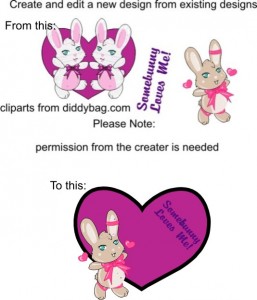 Create and edit a new design from existing designs
From this:
Somebunny
Loves Me!
cliparts from diddybag.com
Please Note:
permission from the creater is needed
To this:
Somebunny
Loves Me!